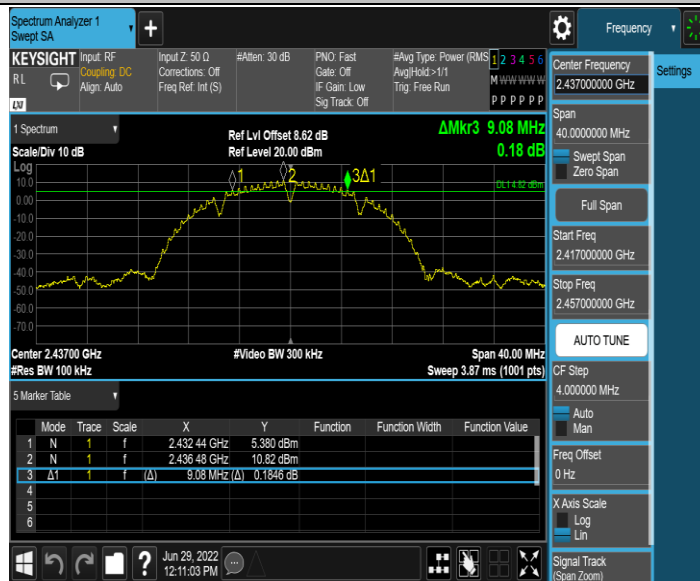 Spectrum Analyzer 1
Swept SA
+
Frequency
KEYSIGHT Input: RF Input Z: 50 Ω #Atten: 30 dB PNO: Fast #Avg Type: Power (RMS 1 2 3 4 5 6
RL Coupling: DC Corrections: Off Gate: Off Avg|Hold:>1/1 M W W W W W
Align: Auto Freq Ref: Int (S) IF Gain: Low Trig: Free Run
Sig Track: Off P P P P P P
LXI
1 Spectrum
Scale/Div 10 dB
Ref Lvl Offset 8.62 dB
Ref Level 20.00 dBm
ΔMkr3 9.08 MHz
0.18 dB
Log
10.0
0.00
-10.0
-20.0
-30.0
-40.0
-50.0
-60.0
-70.0
1
2
3Δ1
DL1 4.82 dBm
Center 2.43700 GHz #Video BW 300 kHz Span 40.00 MHz
#Res BW 100 kHz Sweep 3.87 ms (1001 pts)
5 Marker Table
Mode Trace Scale X Y Function Function Width Function Value
1 N 1 f 2.432 44 GHz 5.380 dBm
2 N 1 f 2.436 48 GHz 10.82 dBm
3 Δ1 1 f (Δ) 9.08 MHz (Δ) 0.1846 dB
4
5
6
?
Jun 29, 2022
12:11:03 PM
Settings
Center Frequency
2.437000000 GHz
Span
40.0000000 MHz
Swept Span
Zero Span
Full Span
Start Freq
2.417000000 GHz
Stop Freq
2.457000000 GHz
AUTO TUNE
CF Step
4.000000 MHz
Auto
Man
Freq Offset
0 Hz
X Axis Scale
Log
Lin
Signal Track
(Span Zoom)